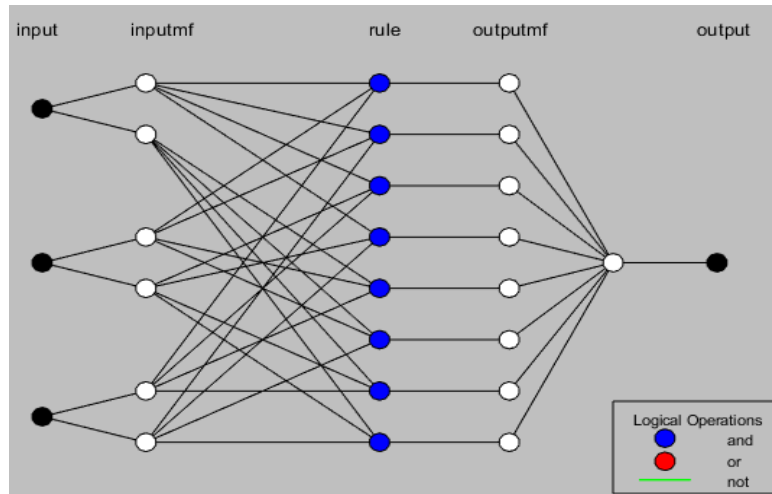 input inputmf rule outputmf output
Logical Operations
and
or
not